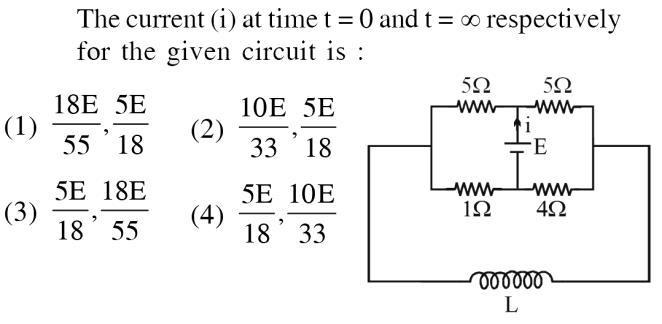 The current (i) at time t = 0 and t = ∞ respectively
for the given circuit is :
(1) 18E/55, 5E/18 (2) 10E/33, 5E/18
(3) 5E/18, 18E/55 (4) 5E/18, 10E/33
5Ω 5Ω
i
E
1Ω 4Ω
L